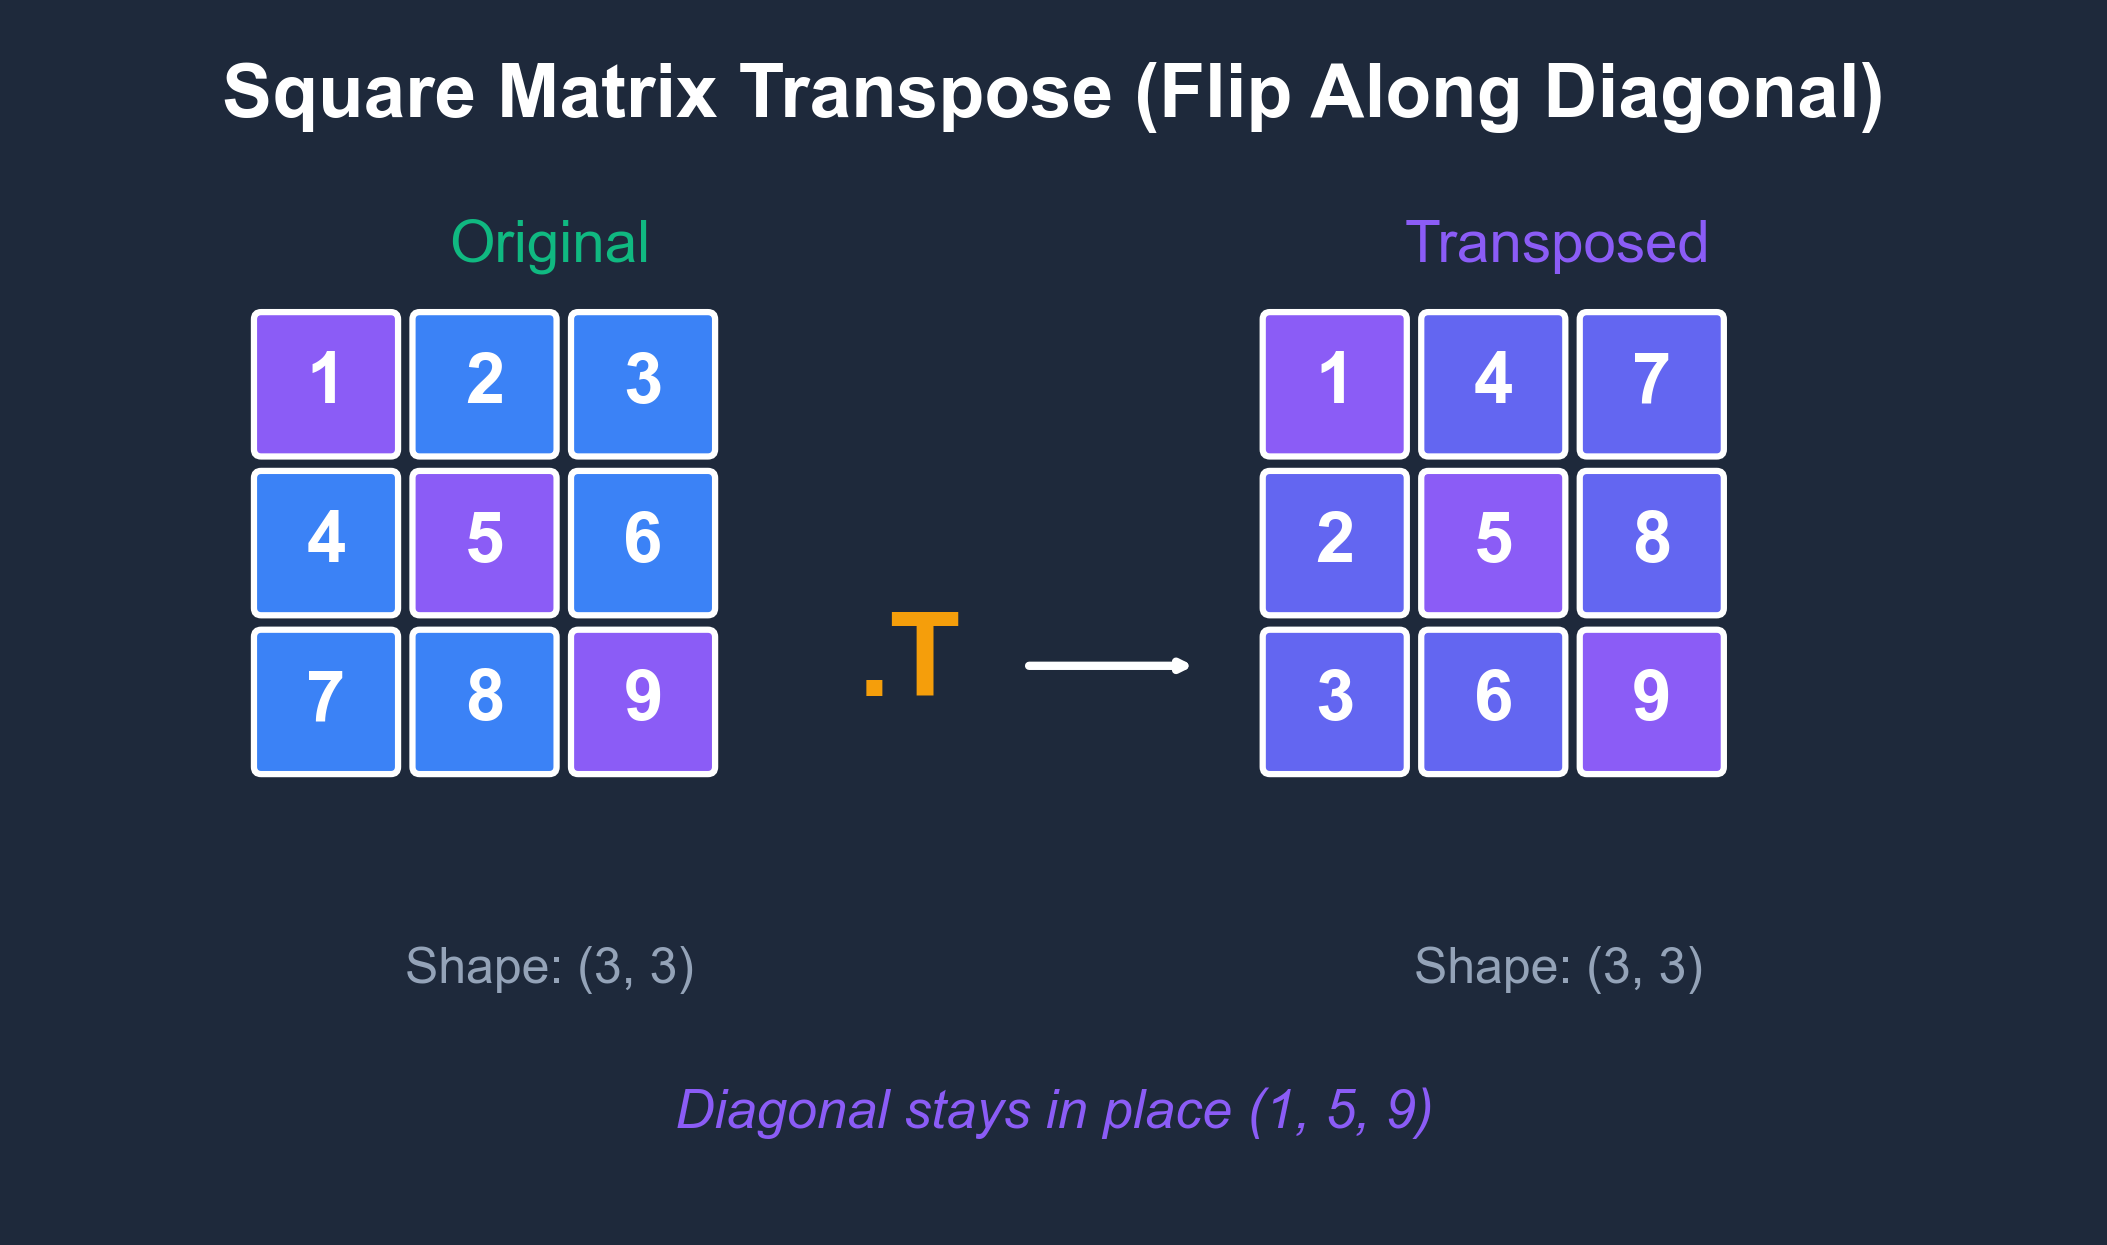 Square Matrix Transpose (Flip Along Diagonal)
Original
1 2 3
4 5 6
7 8 9
.T
Transposed
1 4 7
2 5 8
3 6 9
Shape: (3, 3)
Shape: (3, 3)
Diagonal stays in place (1, 5, 9)